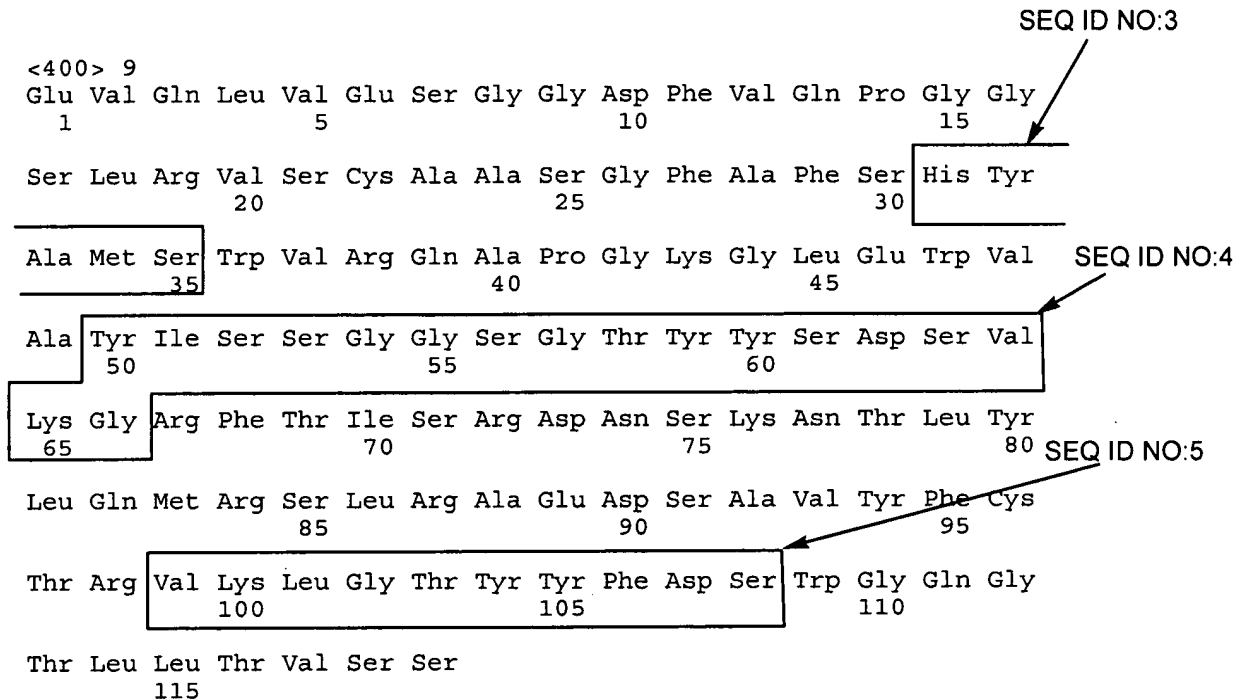 SEQ ID NO:3
<400> 9
Glu Val Gln Leu Val Glu Ser Gly Gly Asp Phe Val Gln Pro Gly Gly
1 5 10 15
Ser Leu Arg Val Ser Cys Ala Ala Ser Gly Phe Ala Phe Ser His Tyr
20 25 30
Ala Met Ser Trp Val Arg Gln Ala Pro Gly Lys Gly Leu Glu Trp Val
35 40 45
SEQ ID NO:4
Ala Tyr Ile Ser Ser Gly Gly Ser Gly Thr Tyr Tyr Ser Asp Ser Val
50 55 60
Lys Gly Arg Phe Thr Ile Ser Arg Asp Asn Ser Lys Asn Thr Leu Tyr
65 70 75 80
SEQ ID NO:5
Leu Gln Met Arg Ser Leu Arg Ala Glu Asp Ser Ala Val Tyr Phe Cys
85 90 95
Thr Arg Val Lys Leu Gly Thr Tyr Tyr Phe Asp Ser Trp Gly Gln Gly
100 105 110
Thr Leu Leu Thr Val Ser Ser
115